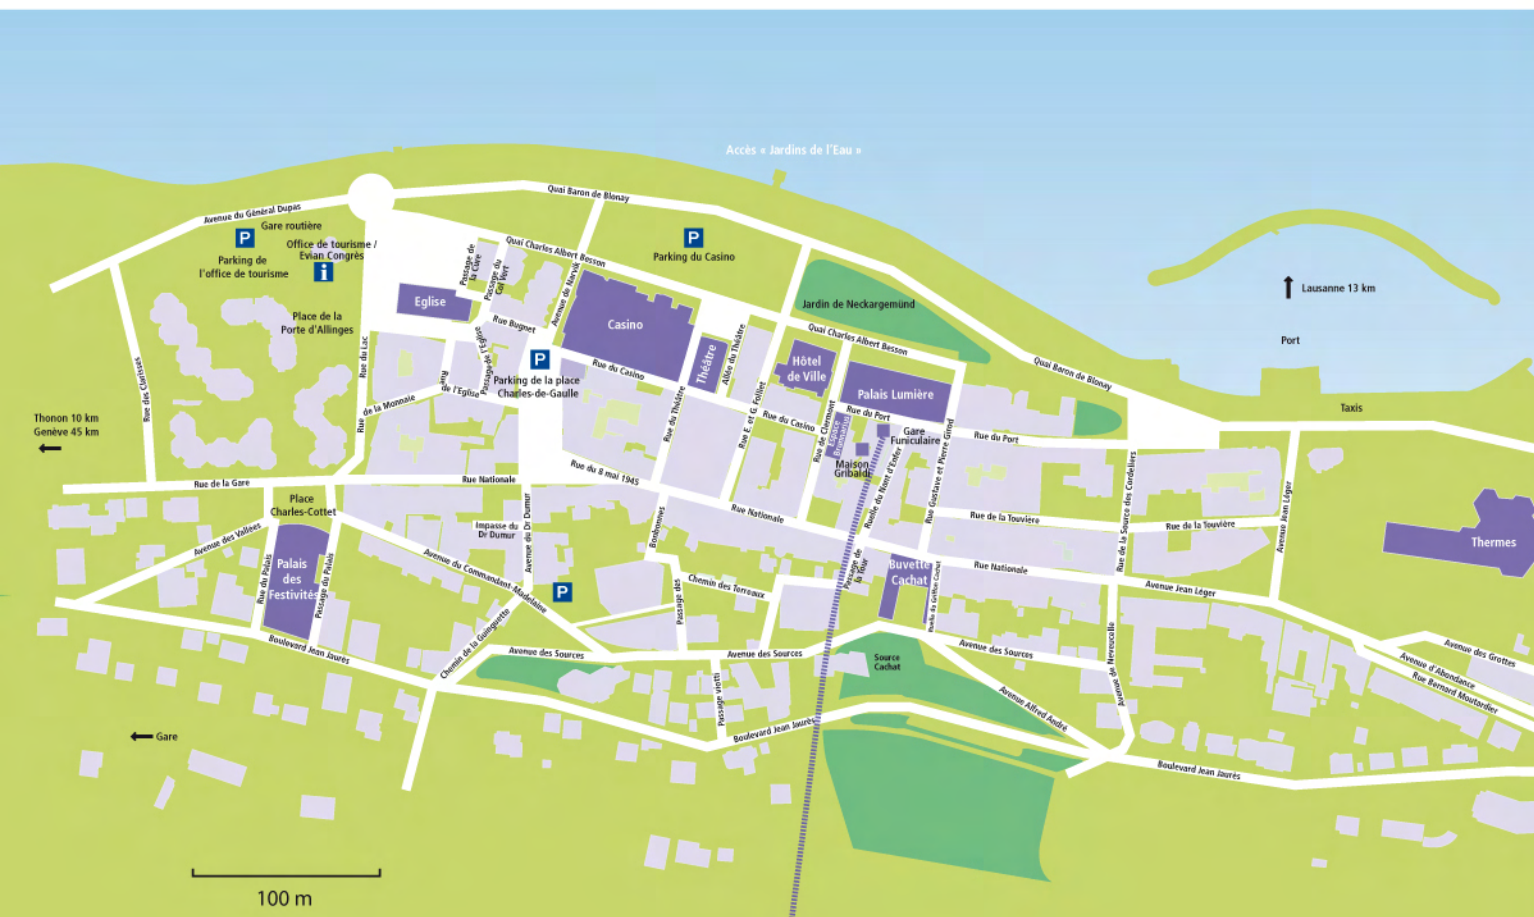 Accès « Jardins de l'Eau »
Quai Baron de Blonay
Avenue du Général Dupas
Gare routière
P
Parking de
l'office de tourisme
Office de tourisme /
Evian Congrès
i
Passage de
la Cure
Passage du
Col Vert
Quai Charles Albert Besson
P
Parking du Casino
Avenue de Narvik
Eglise
Casino
Jardin de Neckargemünd
Lausanne 13 km
Port
Place de la
Porte d'Allinges
Rue Bugnet
Passage de l'Eglise
P
Parking de la place
Charles-de-Gaulle
Rue du Casino
Théâtre
Allée du Théâtre
Quai Charles Albert Besson
Hôtel
de Ville
Palais Lumière
Quai Baron de Blonay
Taxis
Rue des Clarisses
Rue du Lac
Rue
de l'Eglise
Rue de la Monnaie
Rue du Théâtre
Rue E. et G. Folliet
Rue du Casino
Rue de Clermont
Espace
Brunarius
Rue du Port
Gare
Funiculaire
Maison
Gribaldi
Rue du Port
Thonon 10 km
Genève 45 km
Rue de la Gare
Rue Nationale
Rue du 8 mai 1945
Rue Nationale
Ruelle du Nant d'Enfer
Rue Gustave et Pierre Girod
Rue de la Touvière
Rue de la Source des Cordeliers
Rue de la Touvière
Avenue Jean Léger
Thermes
Place
Charles-Cottet
Impasse du
Dr Dumur
Avenue du Dr Dumur
Bonbonnes
Avenue des Vallées
Palais
des
Festivités
Rue du Palais
Passage du Palais
Avenue du Commandant-Madelaine
P
Passage des
Chemin des Terreaux
Passage de
la Tour
Buvette
Cachat
Ruelle du Griffon Cachat
Rue Nationale
Avenue Jean Léger
Boulevard Jean Jaurès
Chemin de la Guinguette
Avenue des Sources
Avenue des Sources
Source
Cachat
Avenue des Sources
Avenue de Neuvecelle
Avenue des Grottes
Avenue d'Abondance
Rue Bernard Moutardier
Passage viotti
Avenue Alfred André
Boulevard Jean Jaurès
Gare
Boulevard Jean Jaurès
100 m